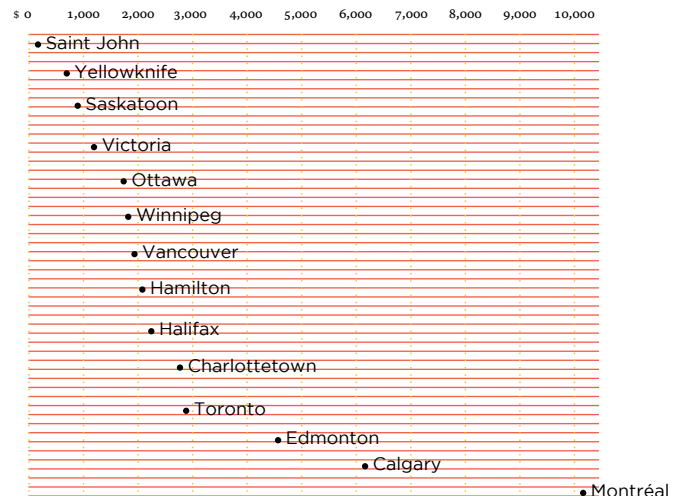 $ 0 1,000 2,000 3,000 4,000 5,000 6,000 7,000 8,000 9,000 10,000
Saint John
Yellowknife
Saskatoon
Victoria
Ottawa
Winnipeg
Vancouver
Hamilton
Halifax
Charlottetown
Toronto
Edmonton
Calgary
Montréal